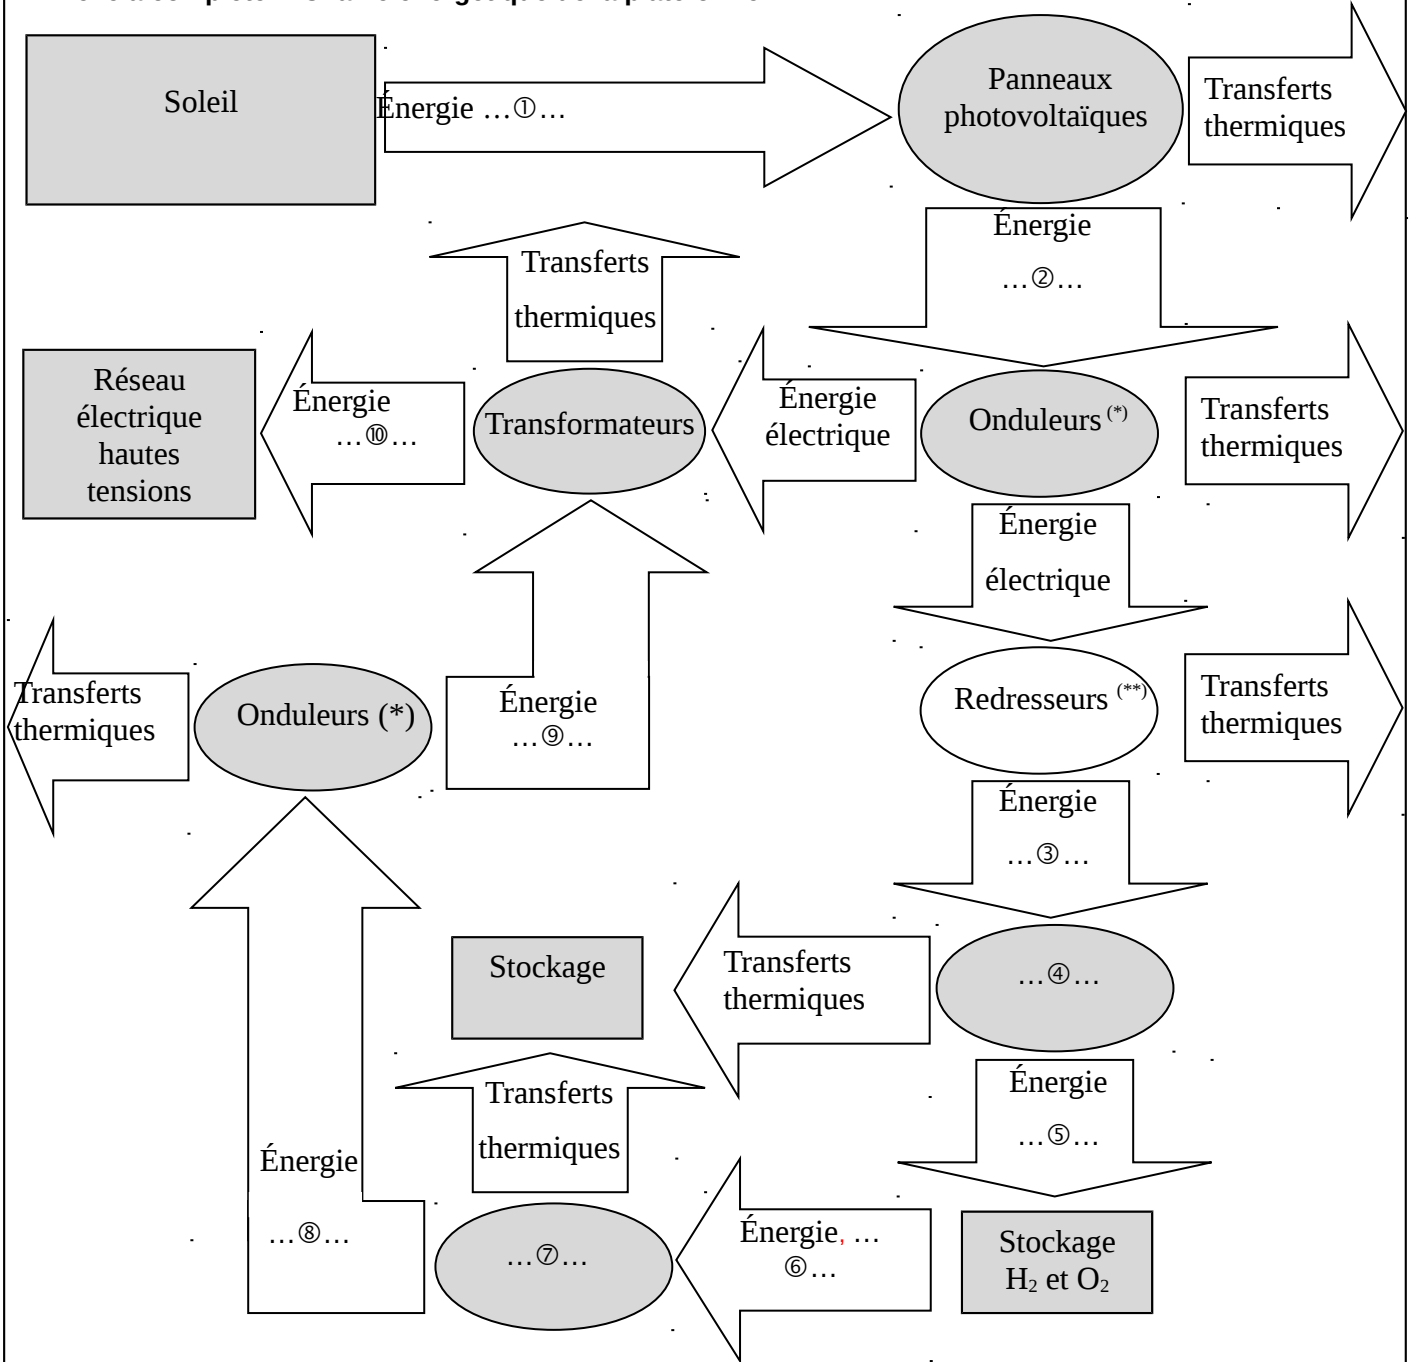 Soleil
Énergie …①…
Panneaux
photovoltaïques
Transferts
thermiques
Énergie
…②…
Transferts
thermiques
Réseau
électrique
hautes
tensions
Énergie
…⑩…
Transformateurs
Énergie
électrique
Onduleurs (*)
Transferts
thermiques
Énergie
électrique
Transferts
thermiques
Onduleurs (*)
Énergie
…⑨…
Redresseurs (**)
Transferts
thermiques
Énergie
…③…
Stockage
Transferts
thermiques
…④…
Transferts
thermiques
Énergie
…⑤…
Énergie
…⑧…
…⑦…
Énergie, …
⑥…
Stockage
H₂ et O₂